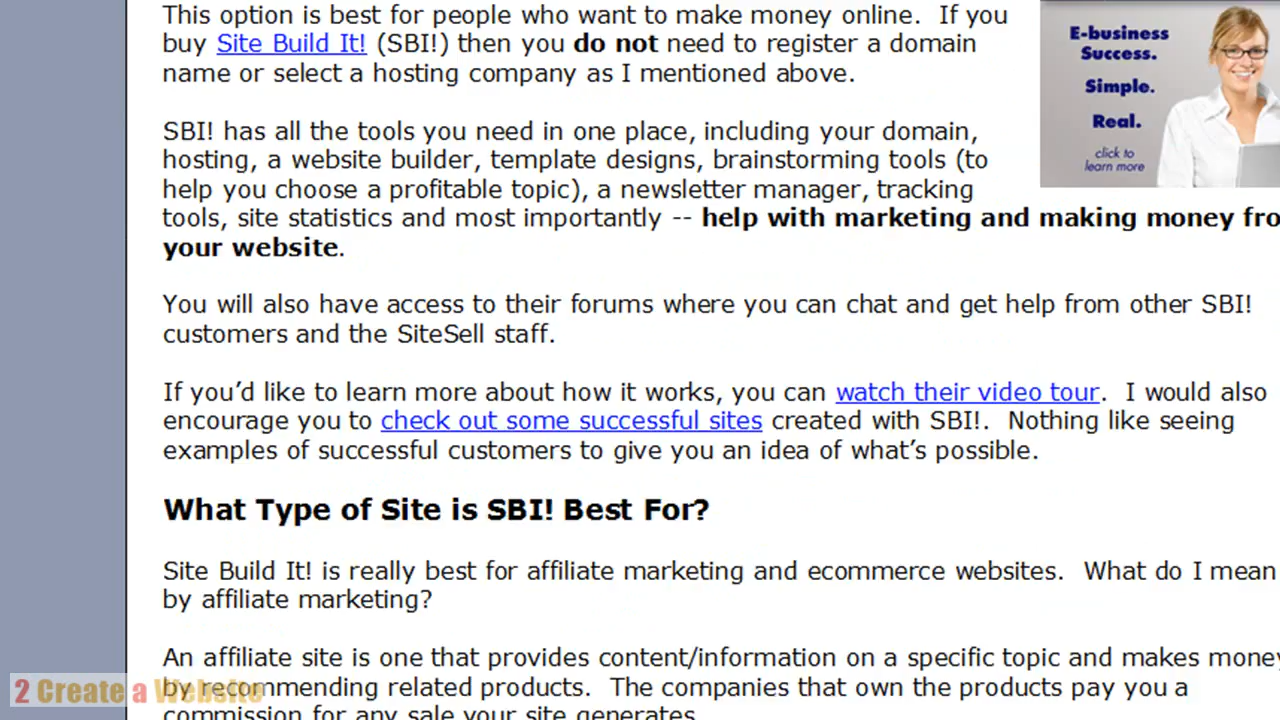 This option is best for people who want to make money online. If you
buy Site Build It! (SBI!) then you do not need to register a domain
name or select a hosting company as I mentioned above.
E-business
Success.
Simple.
Real.
click to
learn more
SBI! has all the tools you need in one place, including your domain,
hosting, a website builder, template designs, brainstorming tools (to
help you choose a profitable topic), a newsletter manager, tracking
tools, site statistics and most importantly -- help with marketing and making money fro
your website.
You will also have access to their forums where you can chat and get help from other SBI!
customers and the SiteSell staff.
If you’d like to learn more about how it works, you can watch their video tour. I would also
encourage you to check out some successful sites created with SBI!. Nothing like seeing
examples of successful customers to give you an idea of what’s possible.
What Type of Site is SBI! Best For?
Site Build It! is really best for affiliate marketing and ecommerce websites. What do I mean
by affiliate marketing?
An affiliate site is one that provides content/information on a specific topic and makes money
by recommending related products. The companies that own the products pay you a
commission for any sale your site generates.
2 Create a Website